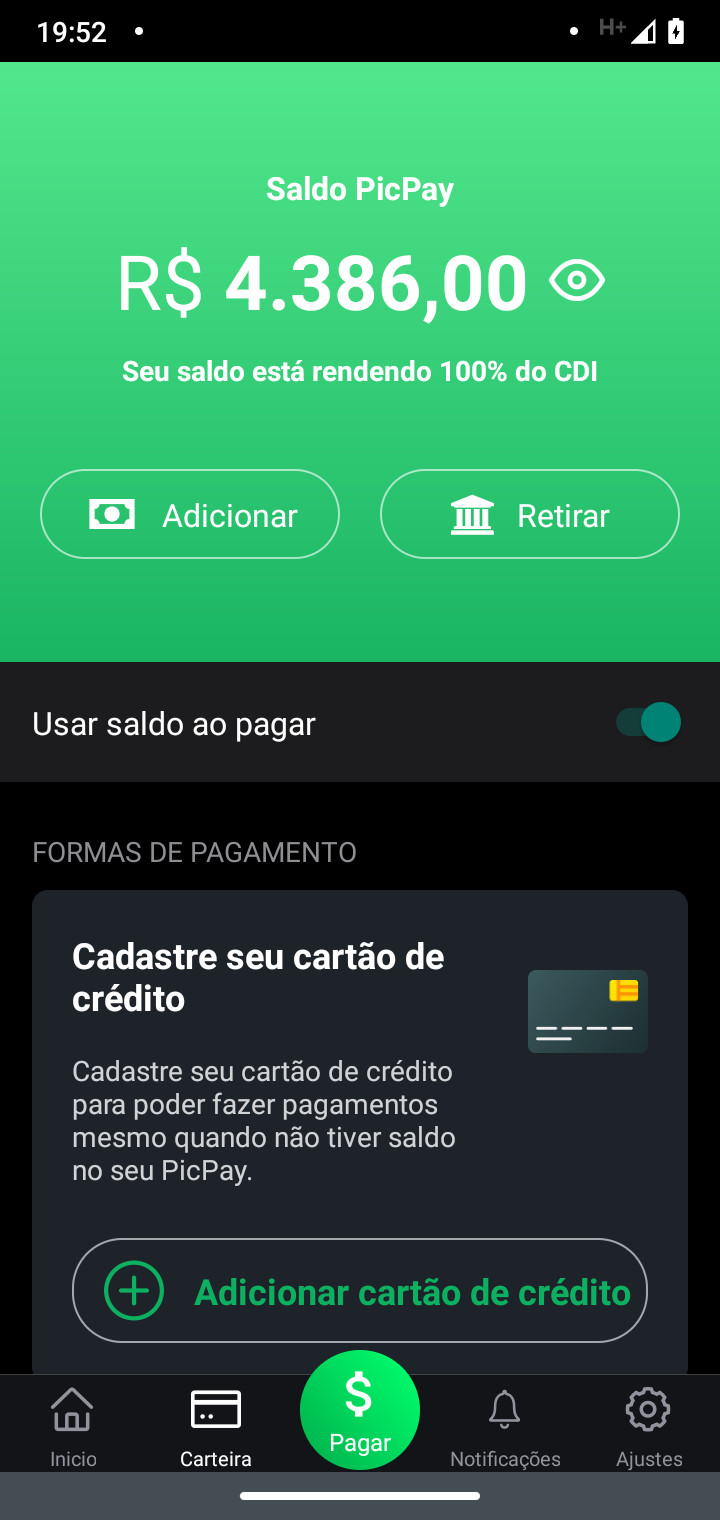 19:52
H+
Saldo PicPay
R$ 4.386,00
Seu saldo está rendendo 100% do CDI
Adicionar
Retirar
Usar saldo ao pagar
FORMAS DE PAGAMENTO
Cadastre seu cartão de
crédito
Cadastre seu cartão de crédito
para poder fazer pagamentos
mesmo quando não tiver saldo
no seu PicPay.
Adicionar cartão de crédito
$
Pagar
Inicio
Carteira
Notificações
Ajustes